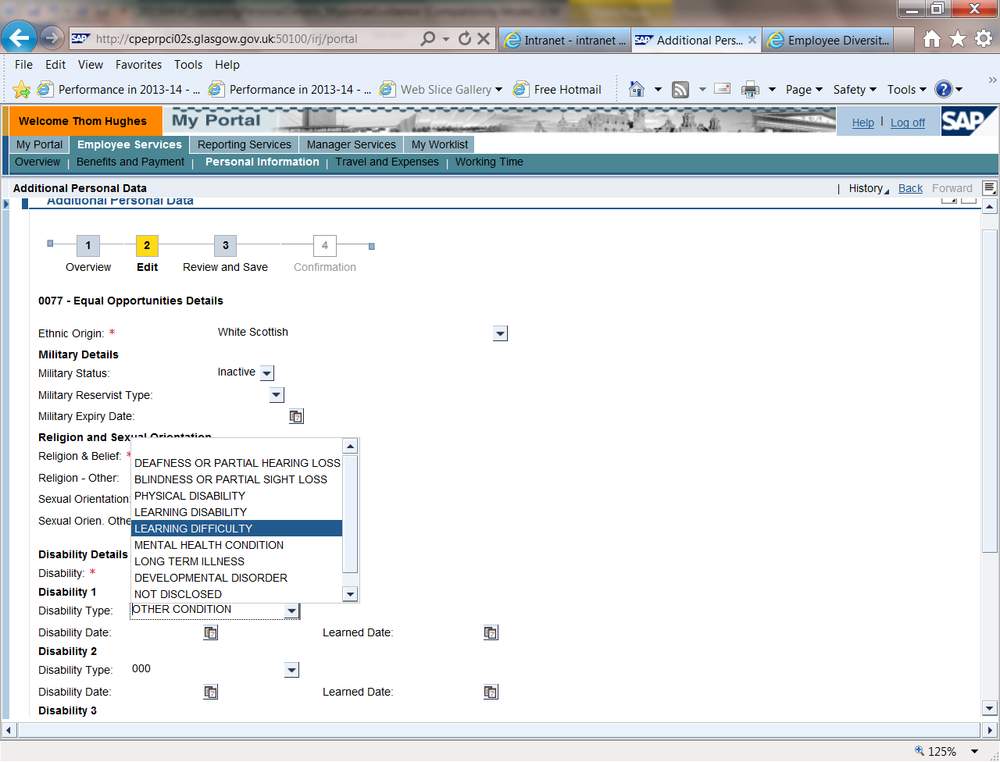 SAP http://cpeprpci02s.glasgow.gov.uk:50100/irj/portal
Intranet - intranet ...
SAP Additional Pers...
Employee Diversit...
File Edit View Favorites Tools Help
Performance in 2013-14 - ... Performance in 2013-14 - ... Web Slice Gallery Free Hotmail Page Safety Tools
Welcome Thom Hughes My Portal Help | Log off SAP
My Portal Employee Services Reporting Services Manager Services My Worklist
Overview | Benefits and Payment | Personal Information | Travel and Expenses | Working Time
Additional Personal Data | History Back Forward
Additional Personal Data
1 2 3 4
Overview Edit Review and Save Confirmation
0077 - Equal Opportunities Details
Ethnic Origin: * White Scottish
Military Details
Military Status: Inactive
Military Reservist Type:
Military Expiry Date:
Religion and Sexual Orientation
Religion & Belief: *
Religion - Other:
Sexual Orientation:
Sexual Orien. Othe
DEAFNESS OR PARTIAL HEARING LOSS
BLINDNESS OR PARTIAL SIGHT LOSS
PHYSICAL DISABILITY
LEARNING DISABILITY
LEARNING DIFFICULTY
MENTAL HEALTH CONDITION
LONG TERM ILLNESS
DEVELOPMENTAL DISORDER
NOT DISCLOSED
Disability Details
Disability: *
Disability 1
Disability Type: OTHER CONDITION
Disability Date: Learned Date:
Disability 2
Disability Type: 000
Disability Date: Learned Date:
Disability 3
125%